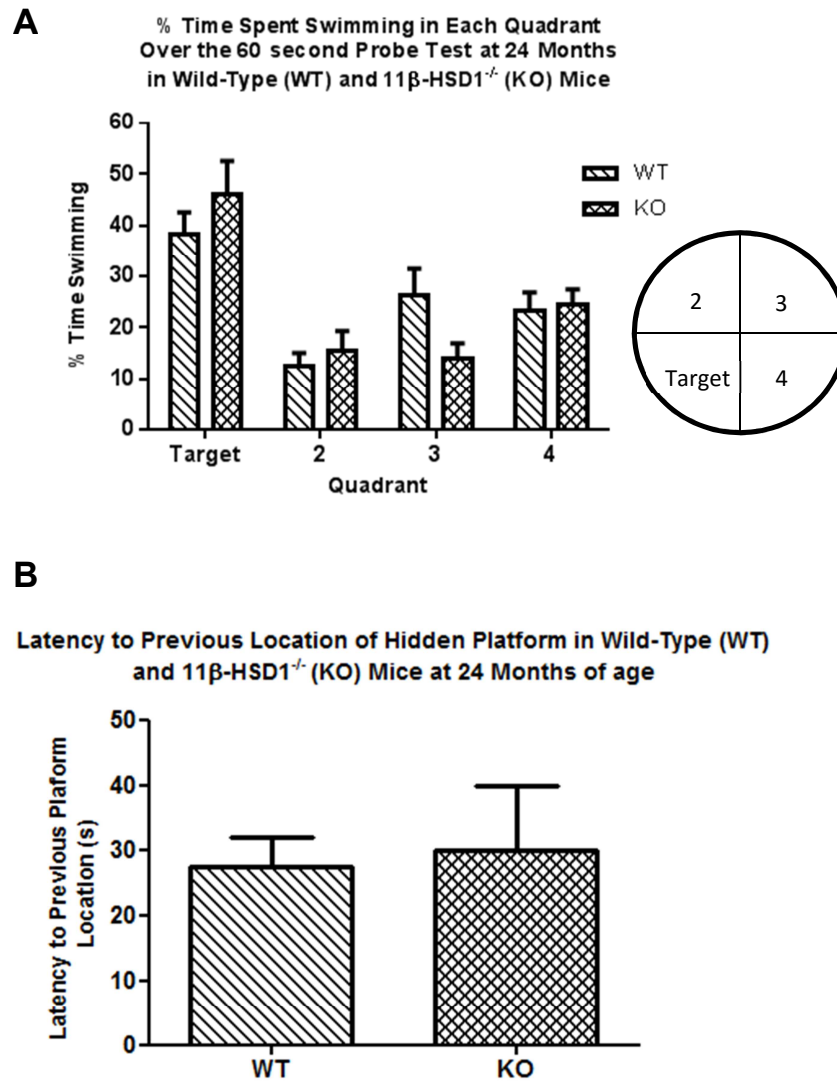 A
% Time Spent Swimming in Each Quadrant
Over the 60 second Probe Test at 24 Months
in Wild-Type (WT) and 11β-HSD1-/- (KO) Mice
% Time Swimming
60
50
40
30
20
10
0
Target 2 3 4
Quadrant
WT
KO
2 3
Target 4
B
Latency to Previous Location of Hidden Platform in Wild-Type (WT)
and 11β-HSD1-/- (KO) Mice at 24 Months of age
Latency to Previous Plaform
Location (s)
50
40
30
20
10
0
WT KO